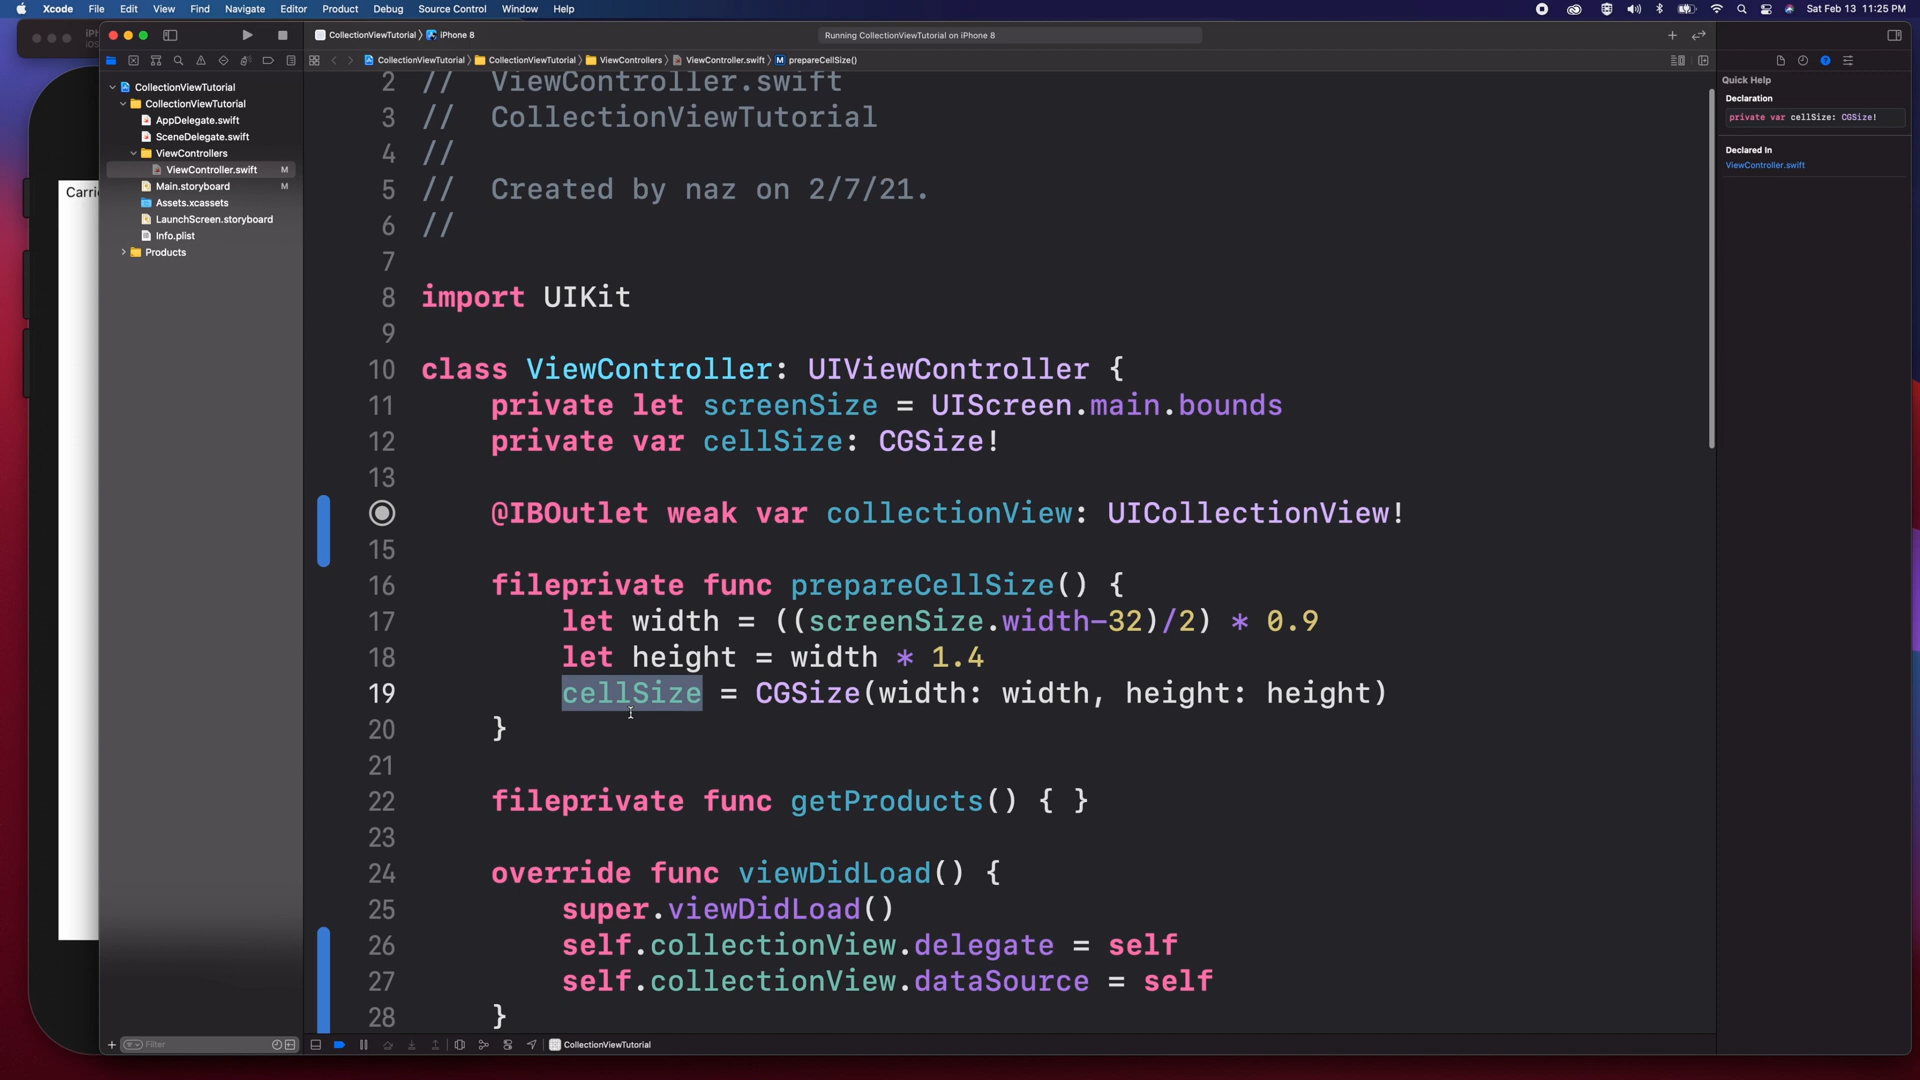 Xcode File Edit View Find Navigate Editor Product Debug Source Control Window Help
Sat Feb 13 11:25 PM
CollectionViewTutorial iPhone 8
Running CollectionViewTutorial on iPhone 8
CollectionViewTutorial CollectionViewTutorial ViewControllers ViewController.swift M prepareCellSize()
Carri
CollectionViewTutorial
CollectionViewTutorial
AppDelegate.swift
SceneDelegate.swift
ViewControllers
ViewController.swift M
Main.storyboard M
Assets.xcassets
LaunchScreen.storyboard
Info.plist
Products
Filter
2 // ViewController.swift
3 // CollectionViewTutorial
4 //
5 // Created by naz on 2/7/21.
6 //
7
8 import UIKit
9
10 class ViewController: UIViewController {
11 private let screenSize = UIScreen.main.bounds
12 private var cellSize: CGSize!
13
@IBOutlet weak var collectionView: UICollectionView!
15
16 fileprivate func prepareCellSize() {
17 let width = ((screenSize.width-32)/2) * 0.9
18 let height = width * 1.4
19 cellSize = CGSize(width: width, height: height)
20 }
21
22 fileprivate func getProducts() { }
23
24 override func viewDidLoad() {
25 super.viewDidLoad()
26 self.collectionView.delegate = self
27 self.collectionView.dataSource = self
28 }
CollectionViewTutorial
Quick Help
Declaration
private var cellSize: CGSize!
Declared In
ViewController.swift